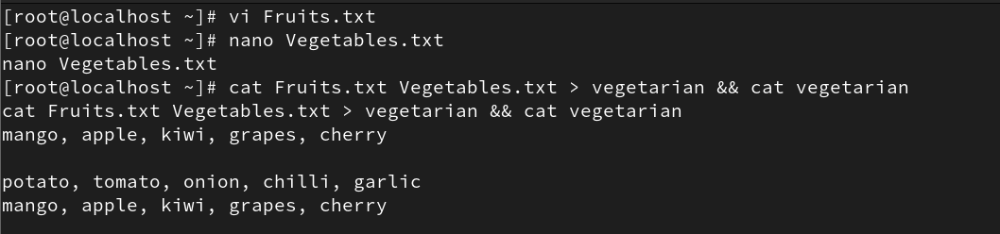 [root@localhost ~]# vi Fruits.txt
[root@localhost ~]# nano Vegetables.txt
nano Vegetables.txt
[root@localhost ~]# cat Fruits.txt Vegetables.txt > vegetarian && cat vegetarian
cat Fruits.txt Vegetables.txt > vegetarian && cat vegetarian
mango, apple, kiwi, grapes, cherry
potato, tomato, onion, chilli, garlic
mango, apple, kiwi, grapes, cherry